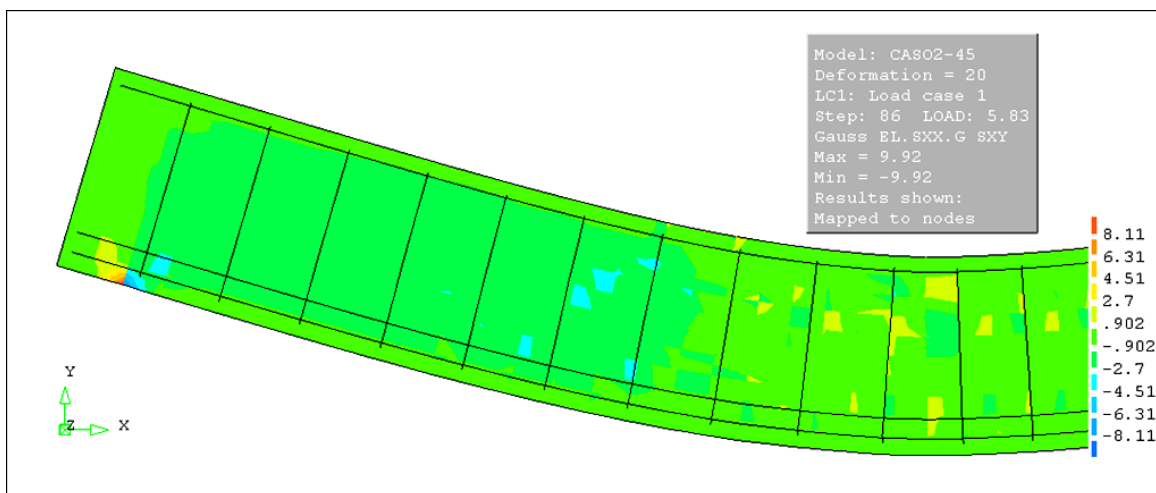 Model: CASO2-45
Deformation = 20
LC1: Load case 1
Step: 86 LOAD: 5.83
Gauss EL.SXX.G SXY
Max = 9.92
Min = -9.92
Results shown:
Mapped to nodes
8.11
6.31
4.51
2.7
.902
-.902
-2.7
-4.51
-6.31
-8.11
Y
Z X